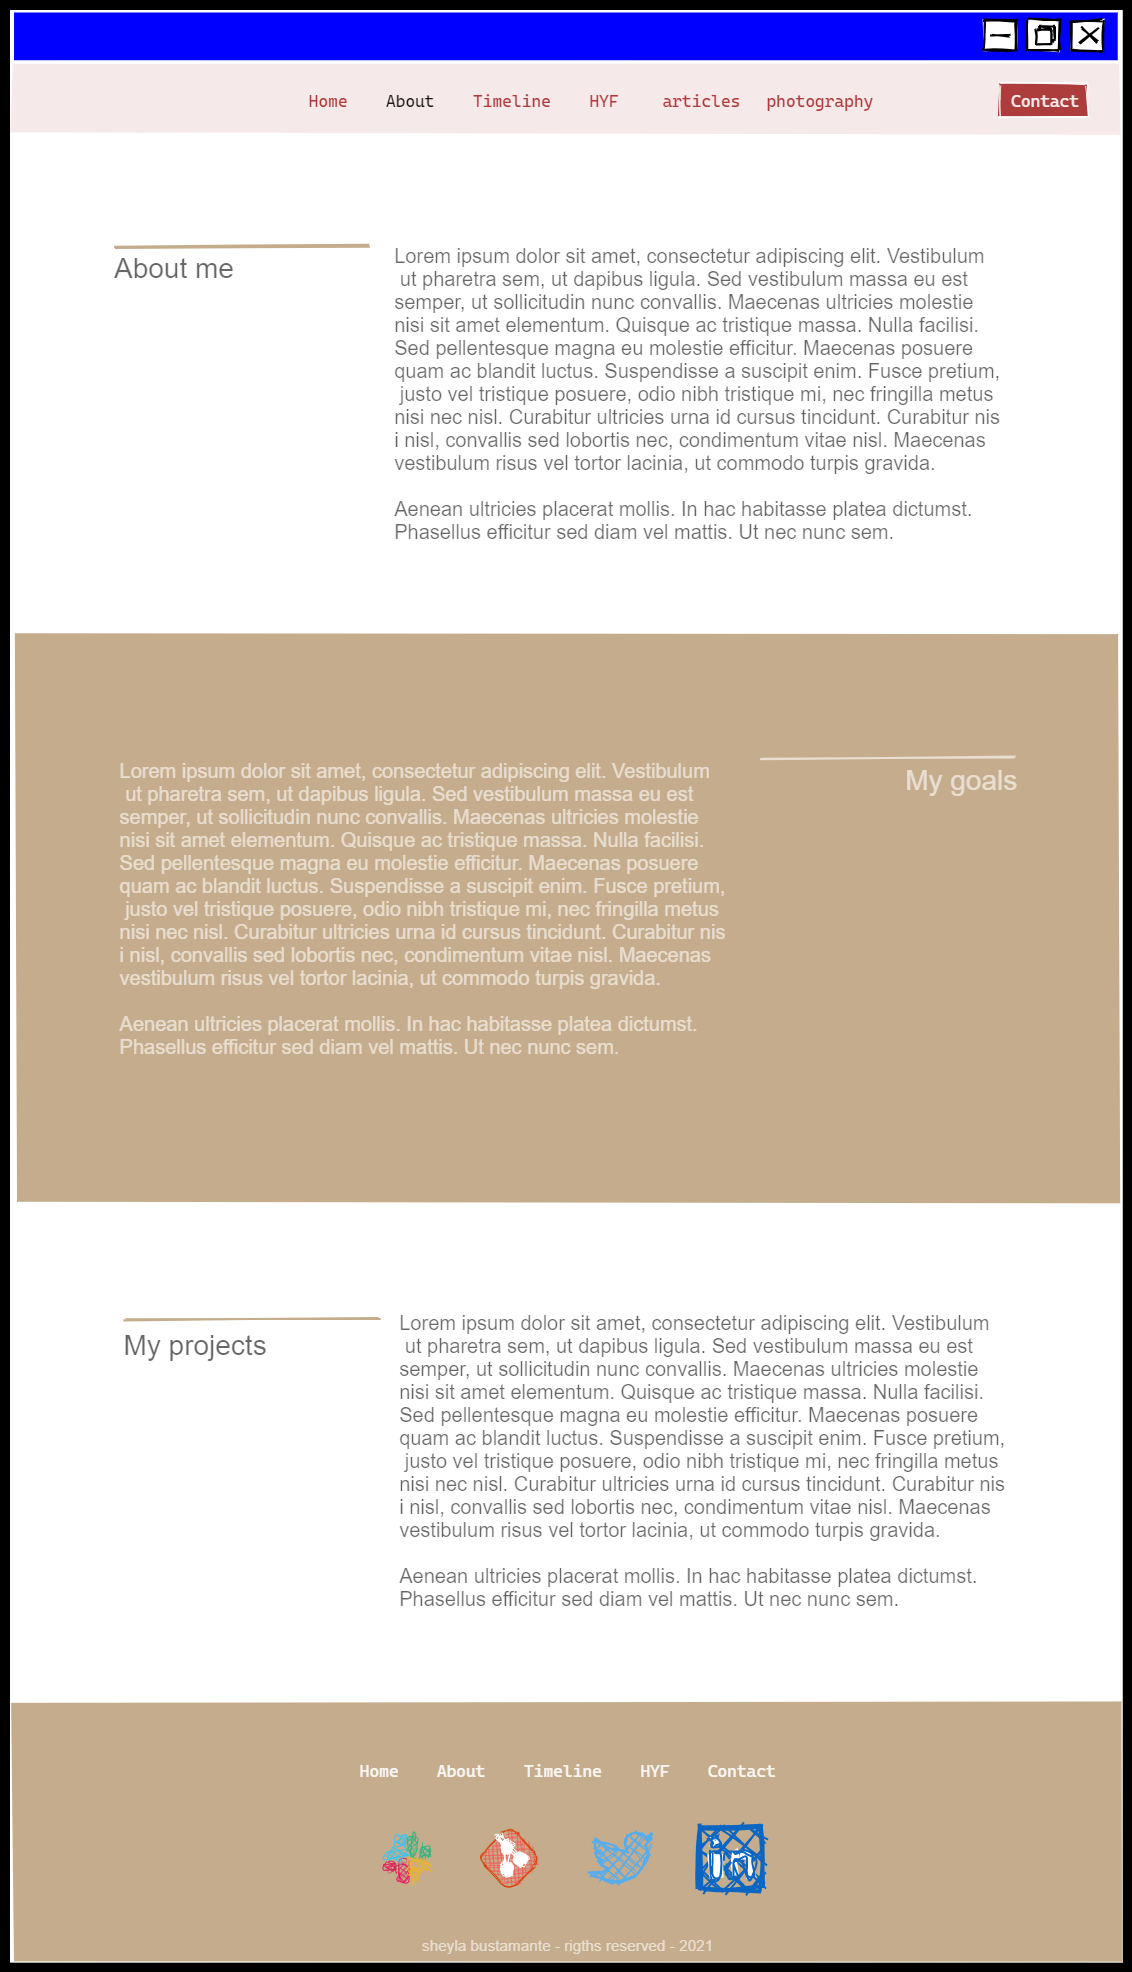 Home About Timeline HYF articles photography Contact
About me
Lorem ipsum dolor sit amet, consectetur adipiscing elit. Vestibulum
ut pharetra sem, ut dapibus ligula. Sed vestibulum massa eu est
semper, ut sollicitudin nunc convallis. Maecenas ultricies molestie
nisi sit amet elementum. Quisque ac tristique massa. Nulla facilisi.
Sed pellentesque magna eu molestie efficitur. Maecenas posuere
quam ac blandit luctus. Suspendisse a suscipit enim. Fusce pretium,
justo vel tristique posuere, odio nibh tristique mi, nec fringilla metus
nisi nec nisl. Curabitur ultricies urna id cursus tincidunt. Curabitur nis
i nisl, convallis sed lobortis nec, condimentum vitae nisl. Maecenas
vestibulum risus vel tortor lacinia, ut commodo turpis gravida.
Aenean ultricies placerat mollis. In hac habitasse platea dictumst.
Phasellus efficitur sed diam vel mattis. Ut nec nunc sem.
My goals
Lorem ipsum dolor sit amet, consectetur adipiscing elit. Vestibulum
ut pharetra sem, ut dapibus ligula. Sed vestibulum massa eu est
semper, ut sollicitudin nunc convallis. Maecenas ultricies molestie
nisi sit amet elementum. Quisque ac tristique massa. Nulla facilisi.
Sed pellentesque magna eu molestie efficitur. Maecenas posuere
quam ac blandit luctus. Suspendisse a suscipit enim. Fusce pretium,
justo vel tristique posuere, odio nibh tristique mi, nec fringilla metus
nisi nec nisl. Curabitur ultricies urna id cursus tincidunt. Curabitur nis
i nisl, convallis sed lobortis nec, condimentum vitae nisl. Maecenas
vestibulum risus vel tortor lacinia, ut commodo turpis gravida.
Aenean ultricies placerat mollis. In hac habitasse platea dictumst.
Phasellus efficitur sed diam vel mattis. Ut nec nunc sem.
My projects
Lorem ipsum dolor sit amet, consectetur adipiscing elit. Vestibulum
ut pharetra sem, ut dapibus ligula. Sed vestibulum massa eu est
semper, ut sollicitudin nunc convallis. Maecenas ultricies molestie
nisi sit amet elementum. Quisque ac tristique massa. Nulla facilisi.
Sed pellentesque magna eu molestie efficitur. Maecenas posuere
quam ac blandit luctus. Suspendisse a suscipit enim. Fusce pretium,
justo vel tristique posuere, odio nibh tristique mi, nec fringilla metus
nisi nec nisl. Curabitur ultricies urna id cursus tincidunt. Curabitur nis
i nisl, convallis sed lobortis nec, condimentum vitae nisl. Maecenas
vestibulum risus vel tortor lacinia, ut commodo turpis gravida.
Aenean ultricies placerat mollis. In hac habitasse platea dictumst.
Phasellus efficitur sed diam vel mattis. Ut nec nunc sem.
Home About Timeline HYF Contact
in
sheyla bustamante - rigths reserved - 2021